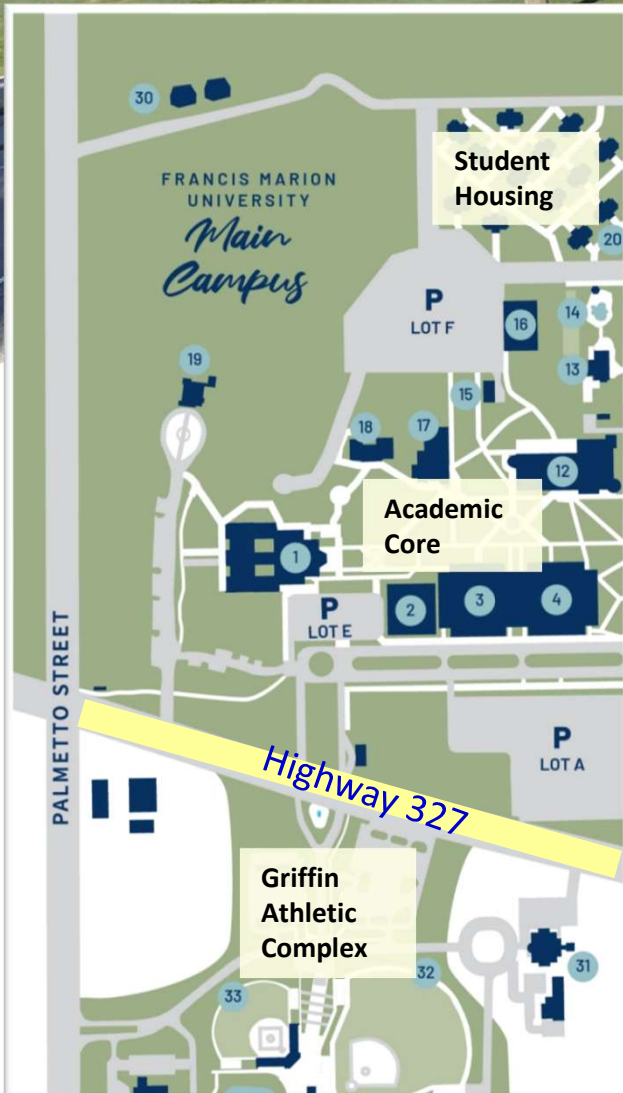 30
FRANCIS MARION
UNIVERSITY
Main
Campus
Student
Housing
20
P
LOT F
16
14
13
19
15
18
17
12
Academic
Core
1
2
3
4
P
LOT E
PALMETTO STREET
P
LOT A
Highway 327
Griffin
Athletic
Complex
31
32
33